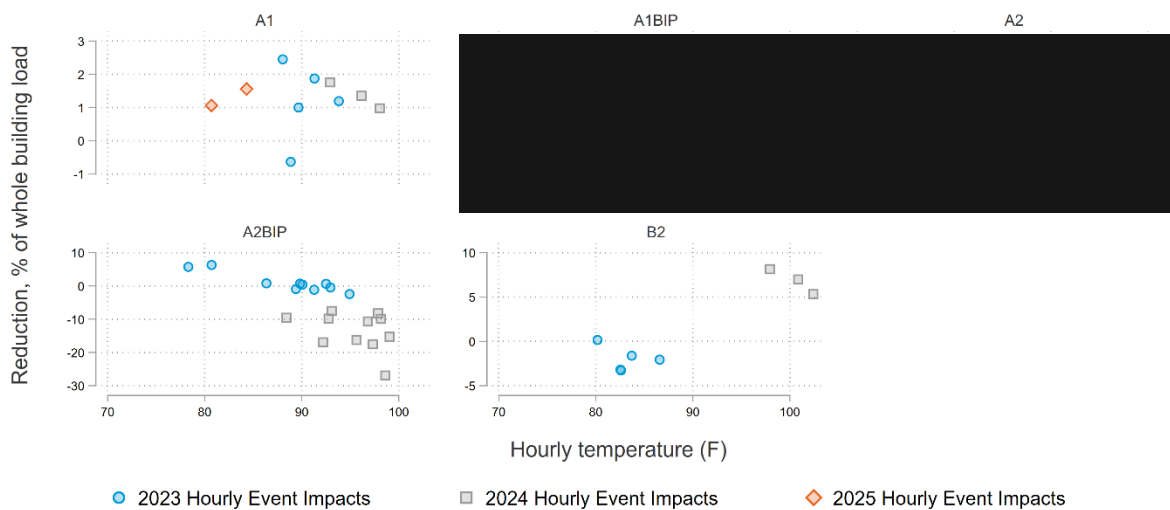 A1 A1BIP A2
Reduction, % of whole building load
3
2
1
0
-1
A2BIP B2
10
0
-10
-20
-30
70 80 90 100
10
5
0
-5
70 80 90 100
Hourly temperature (F)
2023 Hourly Event Impacts 2024 Hourly Event Impacts 2025 Hourly Event Impacts